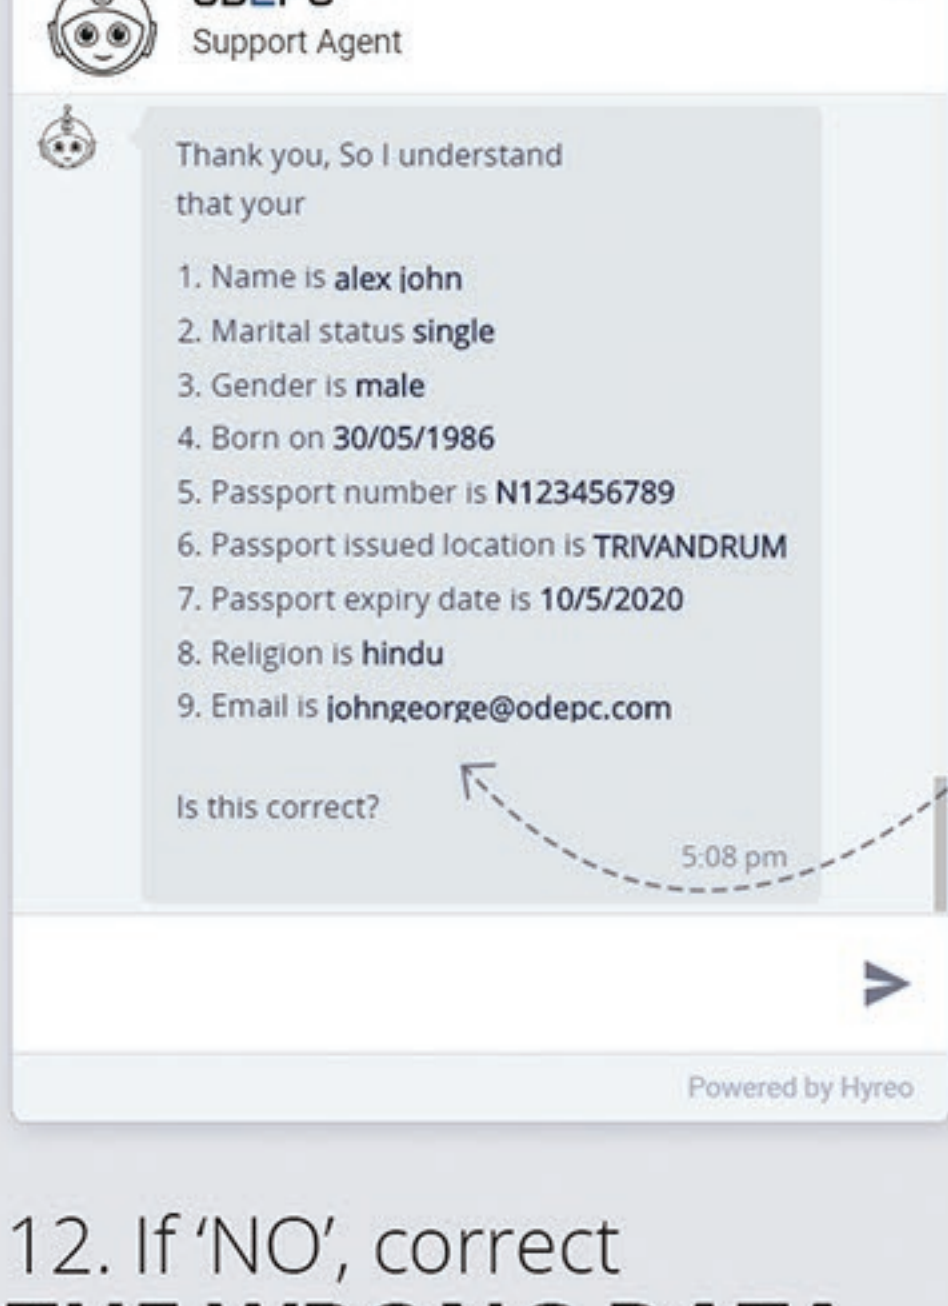 Support Agent
Thank you, So I understand
that your
1. Name is alex john
2. Marital status single
3. Gender is male
4. Born on 30/05/1986
5. Passport number is N123456789
6. Passport issued location is TRIVANDRUM
7. Passport expiry date is 10/5/2020
8. Religion is hindu
9. Email is johngeorge@odepc.com
Is this correct?
5:08 pm
Powered by Hyreo
12. If ‘NO’, correct